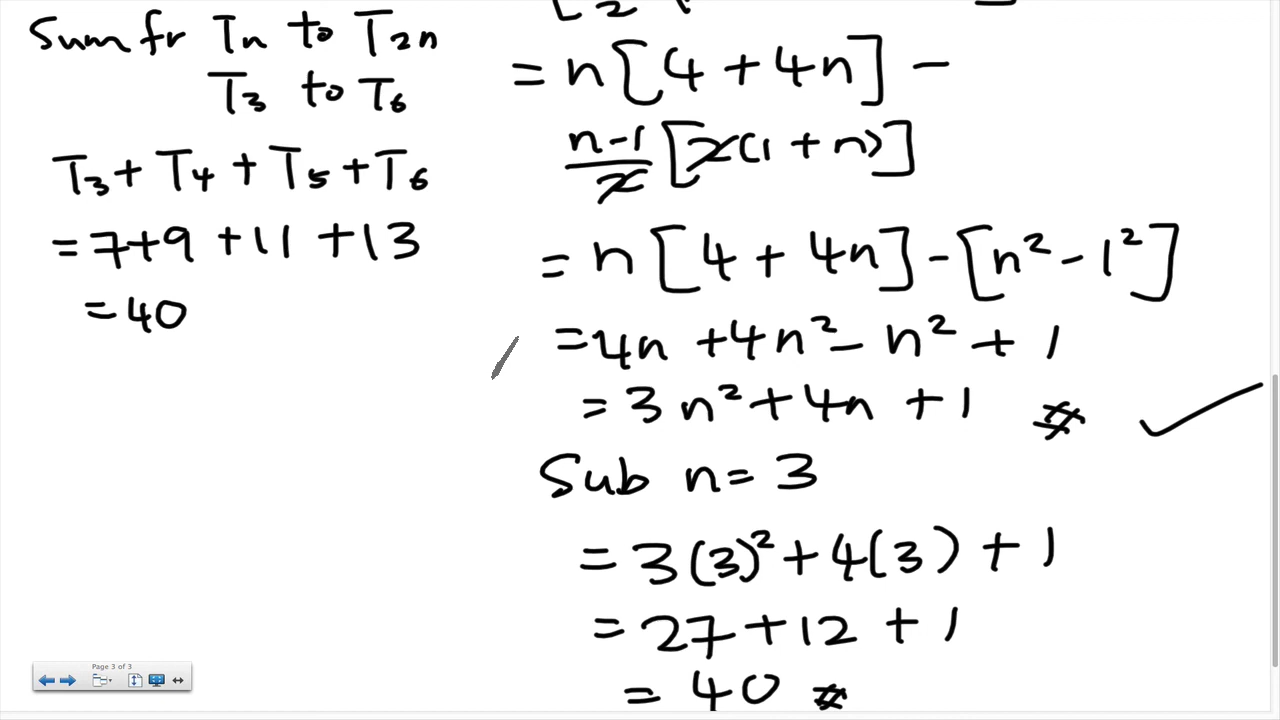 Sum fr Tn to T2n
T3 to T6
T3 + T4 + T5 + T6
= 7+9 +11 +13
= 40
= n[4 + 4n] -
n-1/2 [2(1 + n)]
= n[4 + 4n] - [n² - 1²]
= 4n + 4n² - n² + 1
= 3n² + 4n + 1 #
Sub n = 3
= 3(3)² + 4(3) + 1
= 27 + 12 + 1
= 40 #
Page 3 of 3